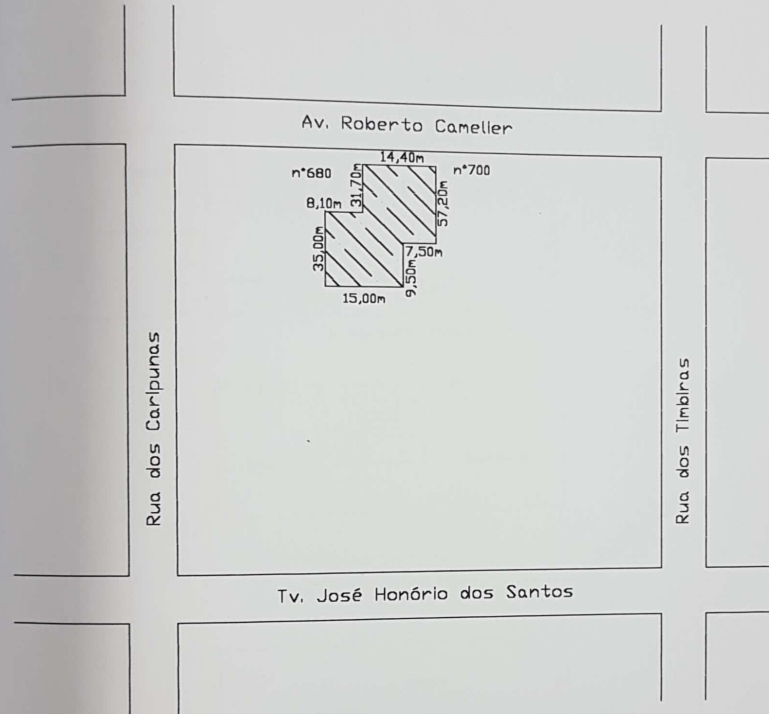 Av. Roberto Camelier
14,40m
n°680
n°700
31,70m
57,20m
8,10m
35,00m
7,50m
9,50m
15,00m
Rua dos Caripunas
Rua dos Timbiras
Tv. José Honório dos Santos